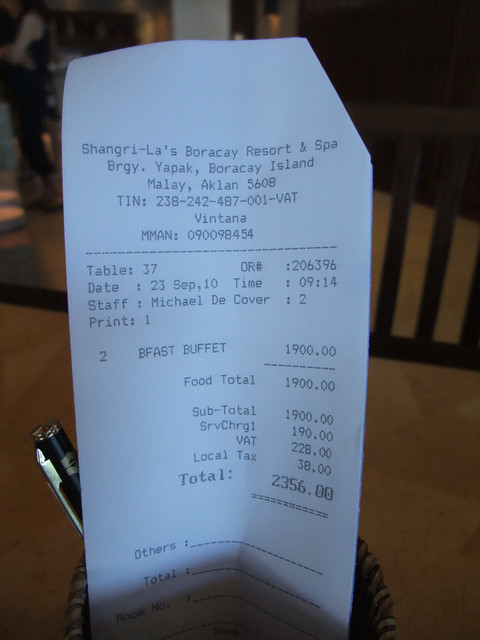 Shangri-La's Boracay Resort & Spa
Brgy. Yapak, Boracay Island
Malay, Aklan 5608
TIN: 238-242-487-001-VAT
Vintana
MMAN: 090098454
Table: 37 OR# :206396
Date : 23 Sep,10 Time : 09:14
Staff : Michael De Cover : 2
Print: 1
2 BFAST BUFFET 1900.00
Food Total 1900.00
Sub-Total 1900.00
SrvChrg1 190.00
VAT 228.00
Local Tax 38.00
Total: 2356.00
Others :
Total :
Room No. :